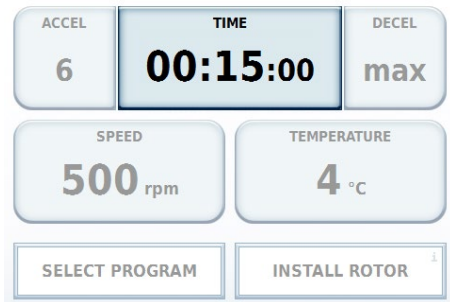 ACCEL TIME DECEL
6 00:15:00 max
SPEED TEMPERATURE
500 rpm 4 °C
SELECT PROGRAM INSTALL ROTOR i